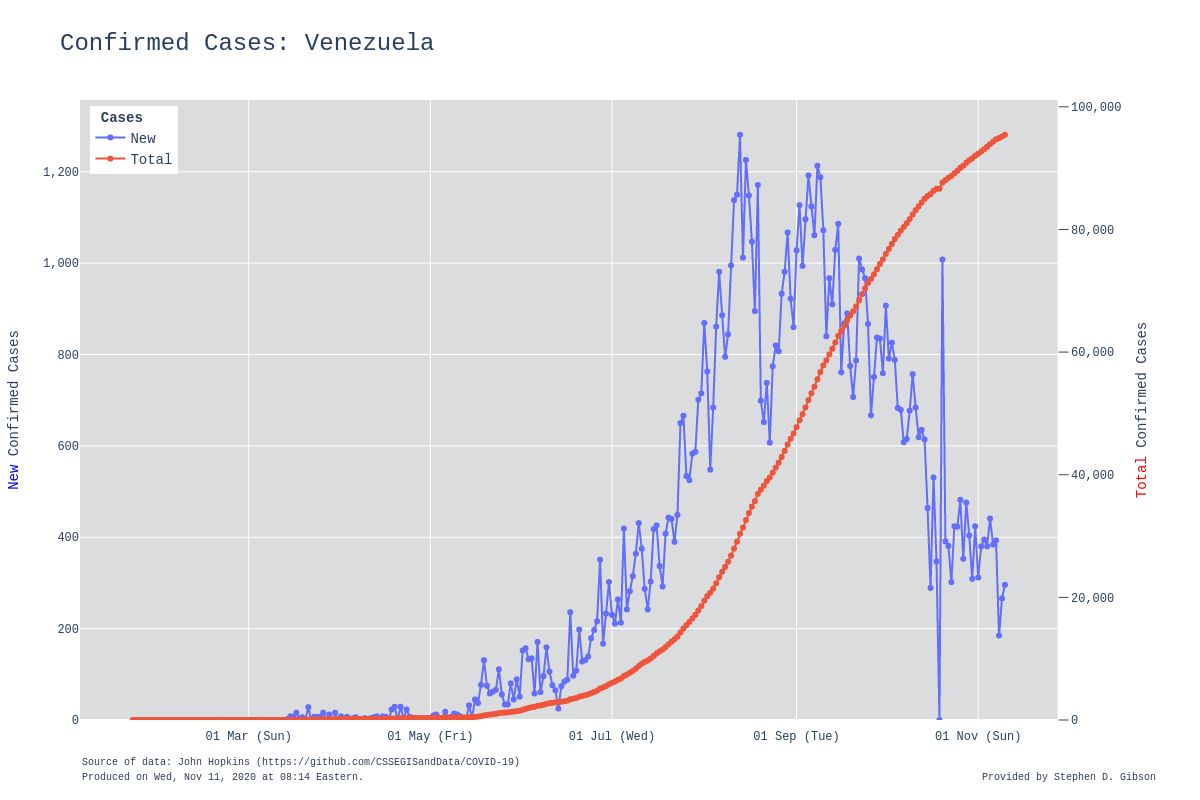 Confirmed Cases: Venezuela
Cases
New
Total
1,200
1,000
800
600
400
200
0
100,000
80,000
60,000
40,000
20,000
0
New Confirmed Cases
Total Confirmed Cases
01 Mar (Sun)
01 May (Fri)
01 Jul (Wed)
01 Sep (Tue)
01 Nov (Sun)
Source of data: John Hopkins (https://github.com/CSSEGISandData/COVID-19)
Produced on Wed, Nov 11, 2020 at 08:14 Eastern.
Provided by Stephen D. Gibson